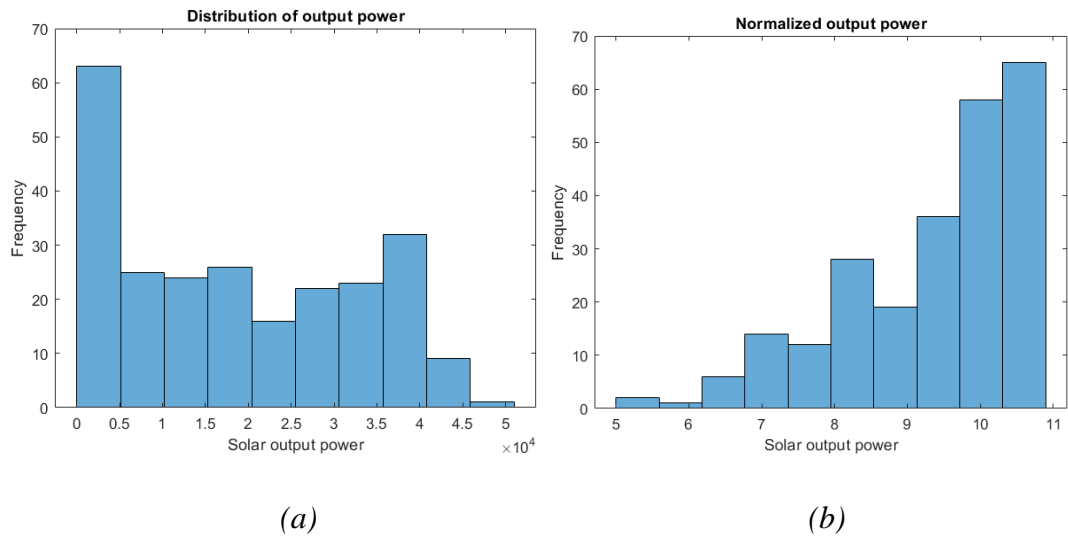 Distribution of output power
70
60
50
40
30
20
10
0
Frequency
0 0.5 1 1.5 2 2.5 3 3.5 4 4.5 5
Solar output power
×10⁴
(a)
Normalized output power
70
60
50
40
30
20
10
0
Frequency
5 6 7 8 9 10 11
Solar output power
(b)